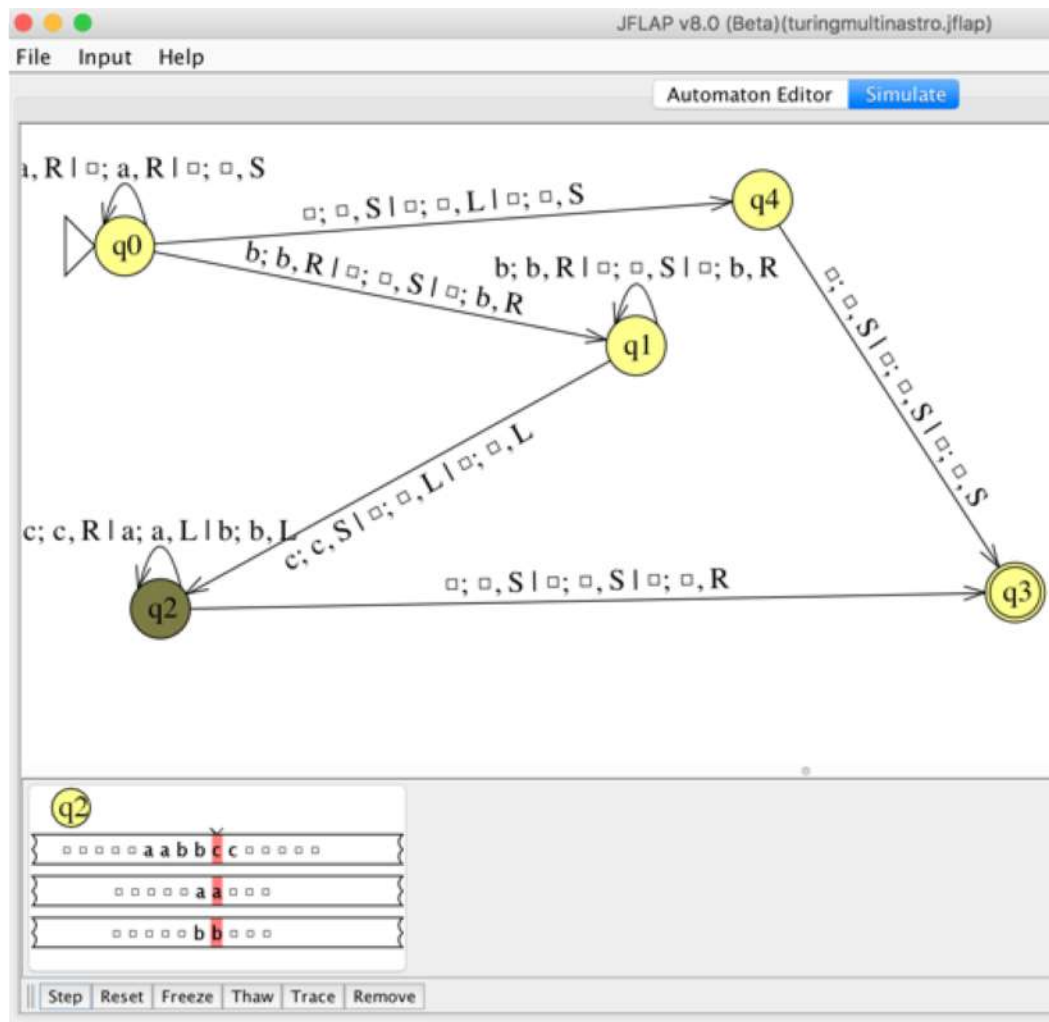 JFLAP v8.0 (Beta)(turingmultinastro.jflap)
File Input Help
Automaton Editor Simulate
a, R | □; a, R | □; □, S
q0
□; □, S | □; □, L | □; □, S
q4
b; b, R | □; □, S | □; b, R
b; b, R | □; □, S | □; b, R
q1
□; □, S | □; □, S | □; □, S
c; c, S | □; □, L | □; □, L
c; c, R | a; a, L | b; b, L
q2
□; □, S | □; □, S | □; □, R
q3
q2
□ □ □ □ □ a a b b c c □ □ □ □ □
□ □ □ □ □ a a □ □ □
□ □ □ □ □ b b □ □ □
Step Reset Freeze Thaw Trace Remove